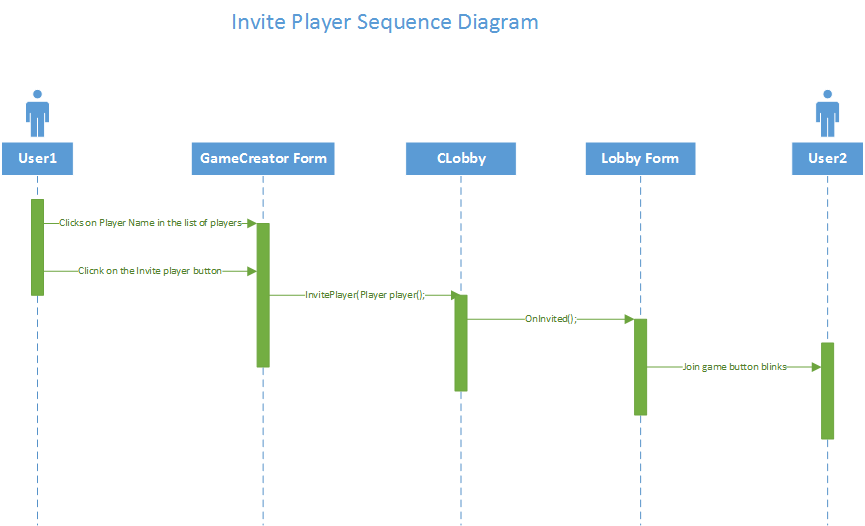 Invite Player Sequence Diagram
User1
GameCreator Form
CLobby
Lobby Form
User2
Clicks on Player Name in the list of players
Clicnk on the Invite player button
InvitePlayer(Player player();
OnInvited();
Join game button blinks